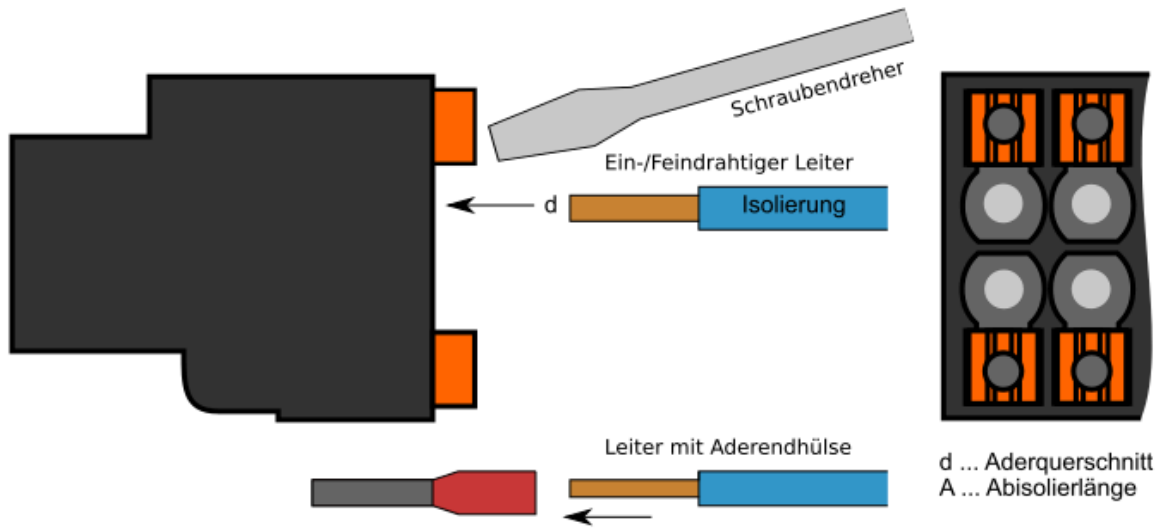 Schraubendreher
Ein-/Feindrahtiger Leiter
d
Isolierung
Leiter mit Aderendhülse
d ... Aderquerschnitt
A ... Abisolierlänge